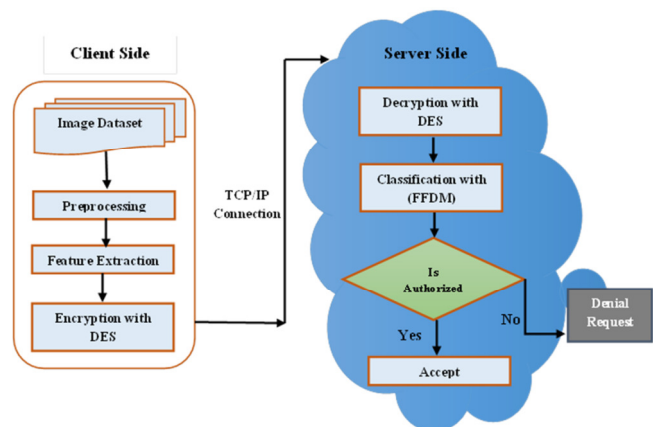 Client Side
Image Dataset
Preprocessing
Feature Extraction
Encryption with
DES
TCP/IP
Connection
Server Side
Decryption with
DES
Classification with
(FFDM)
Is
Authorized
Yes
No
Accept
Denial
Request